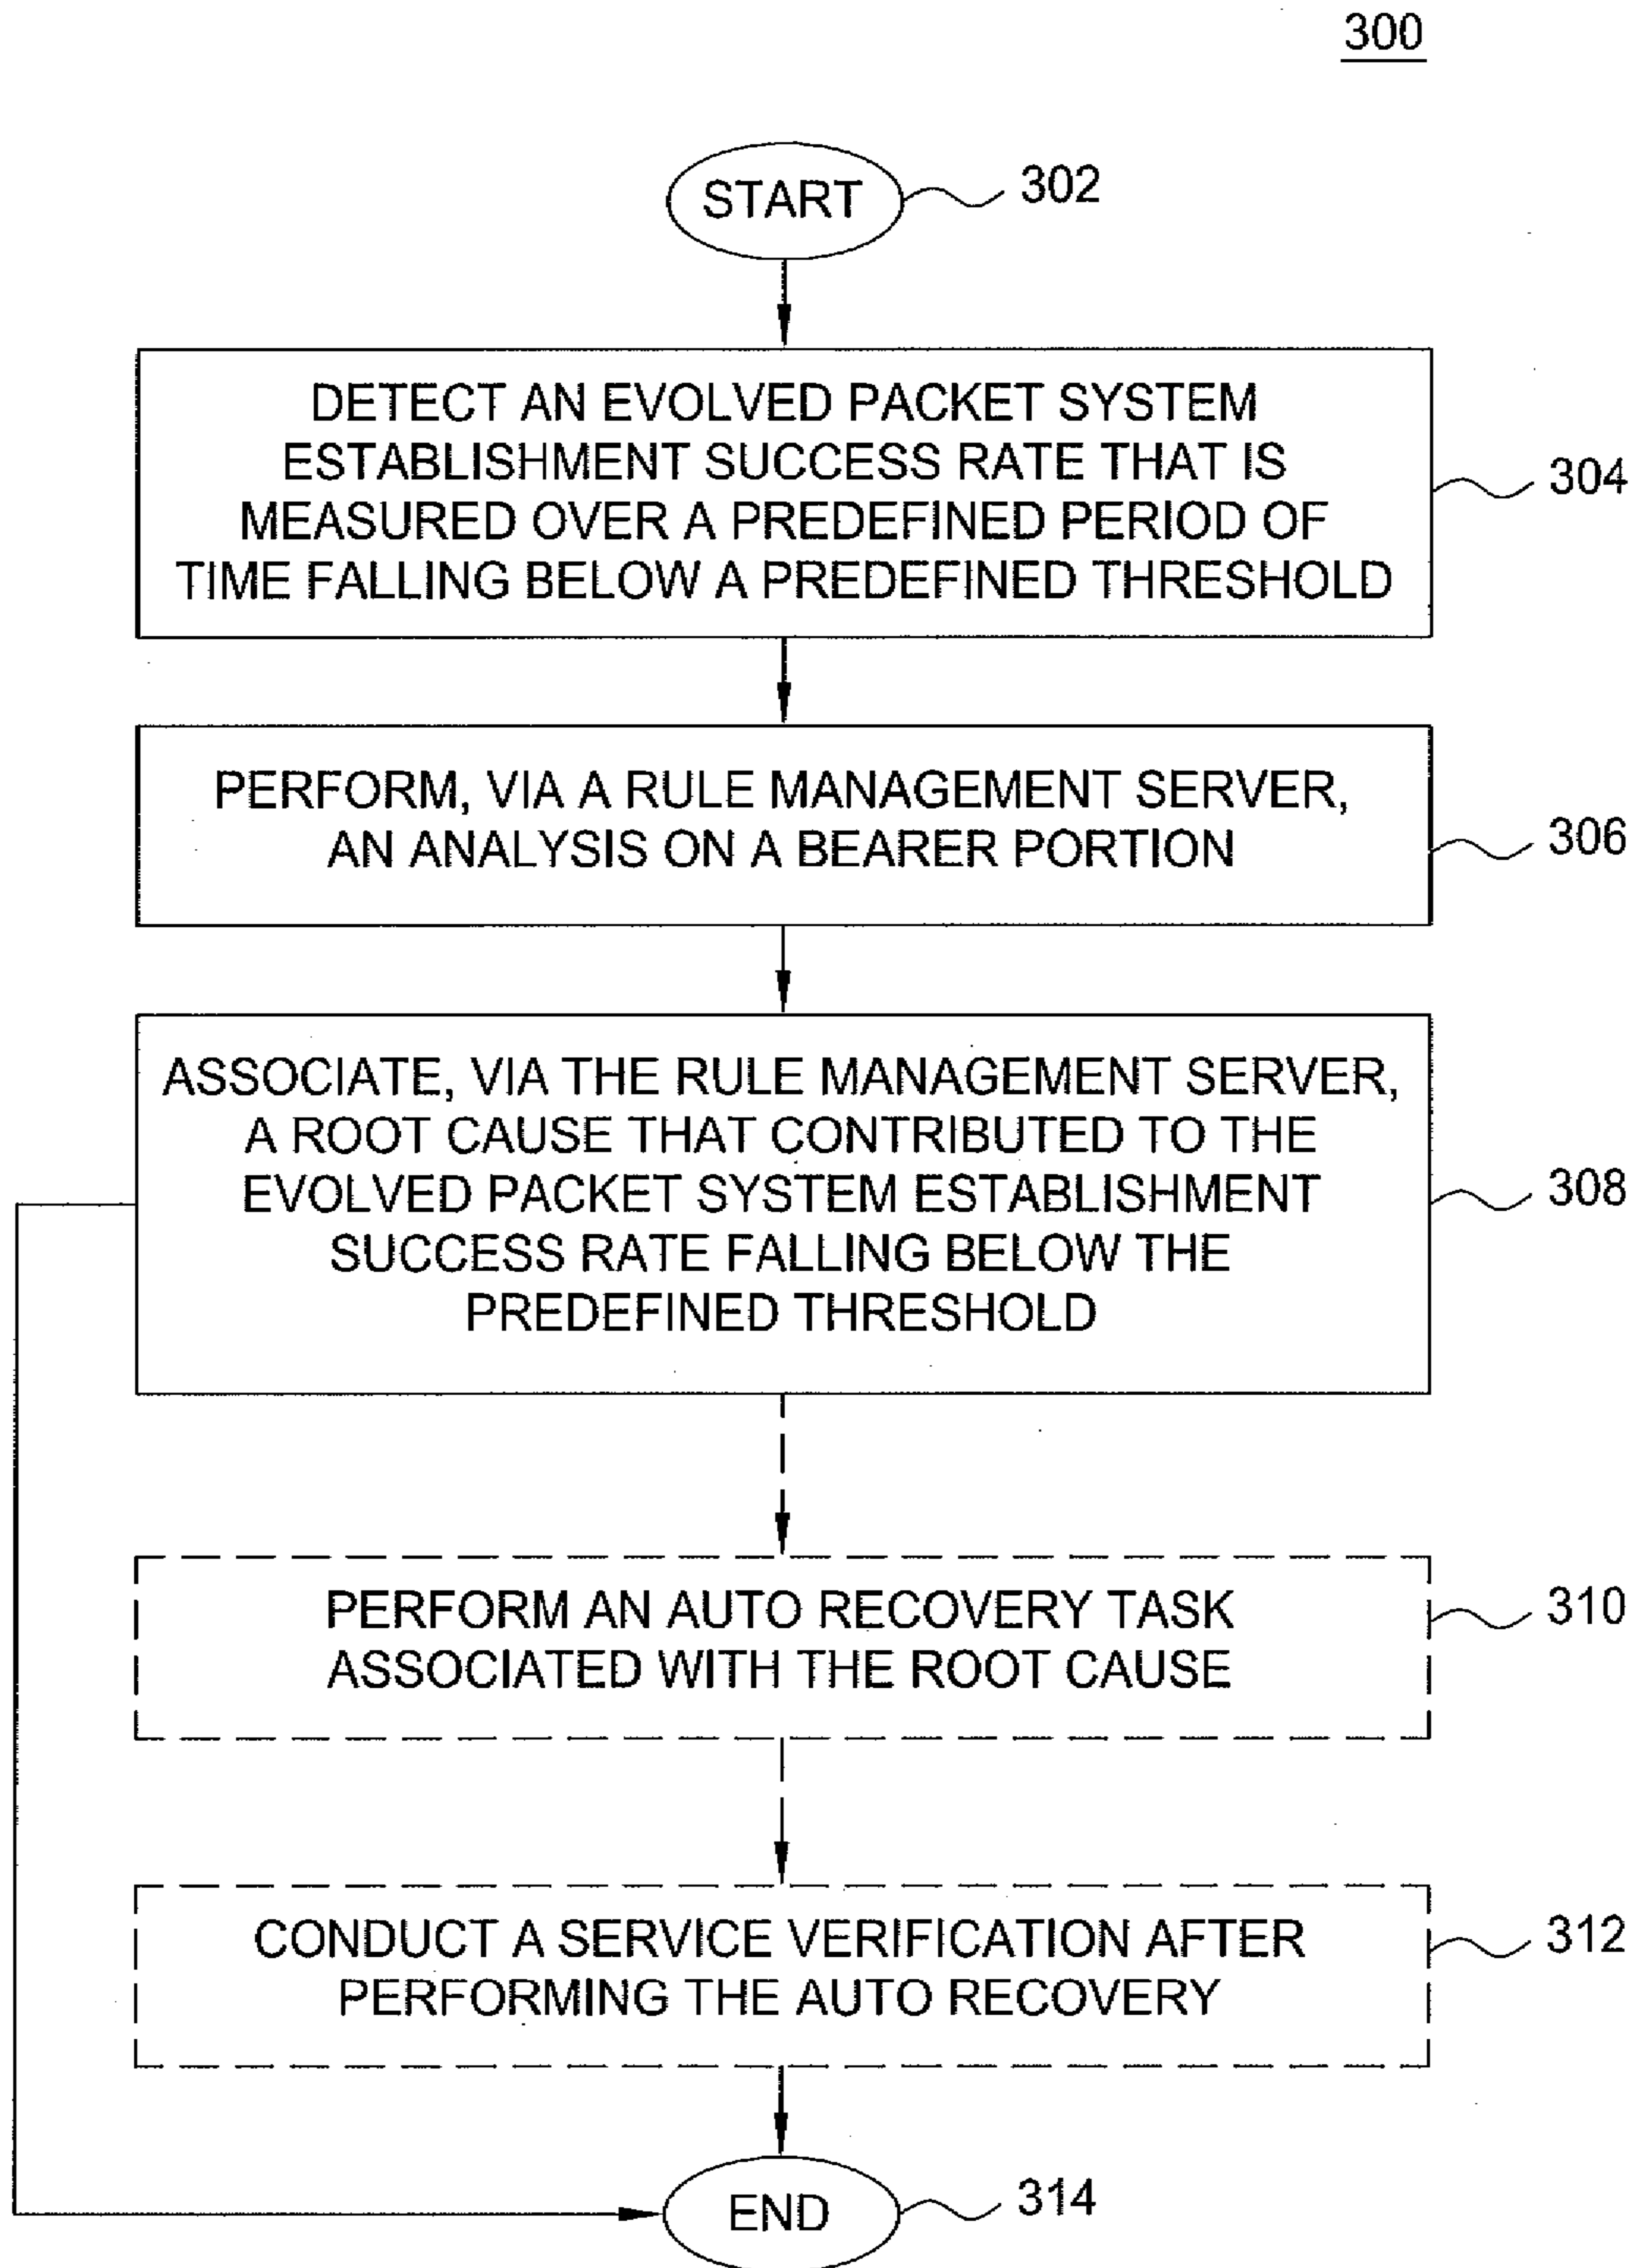 300
START
302
DETECT AN EVOLVED PACKET SYSTEM
ESTABLISHMENT SUCCESS RATE THAT IS
MEASURED OVER A PREDEFINED PERIOD OF
TIME FALLING BELOW A PREDEFINED THRESHOLD
304
PERFORM, VIA A RULE MANAGEMENT SERVER,
AN ANALYSIS ON A BEARER PORTION
306
ASSOCIATE, VIA THE RULE MANAGEMENT SERVER,
A ROOT CAUSE THAT CONTRIBUTED TO THE
EVOLVED PACKET SYSTEM ESTABLISHMENT
SUCCESS RATE FALLING BELOW THE
PREDEFINED THRESHOLD
308
PERFORM AN AUTO RECOVERY TASK
ASSOCIATED WITH THE ROOT CAUSE
310
CONDUCT A SERVICE VERIFICATION AFTER
PERFORMING THE AUTO RECOVERY
312
END
314